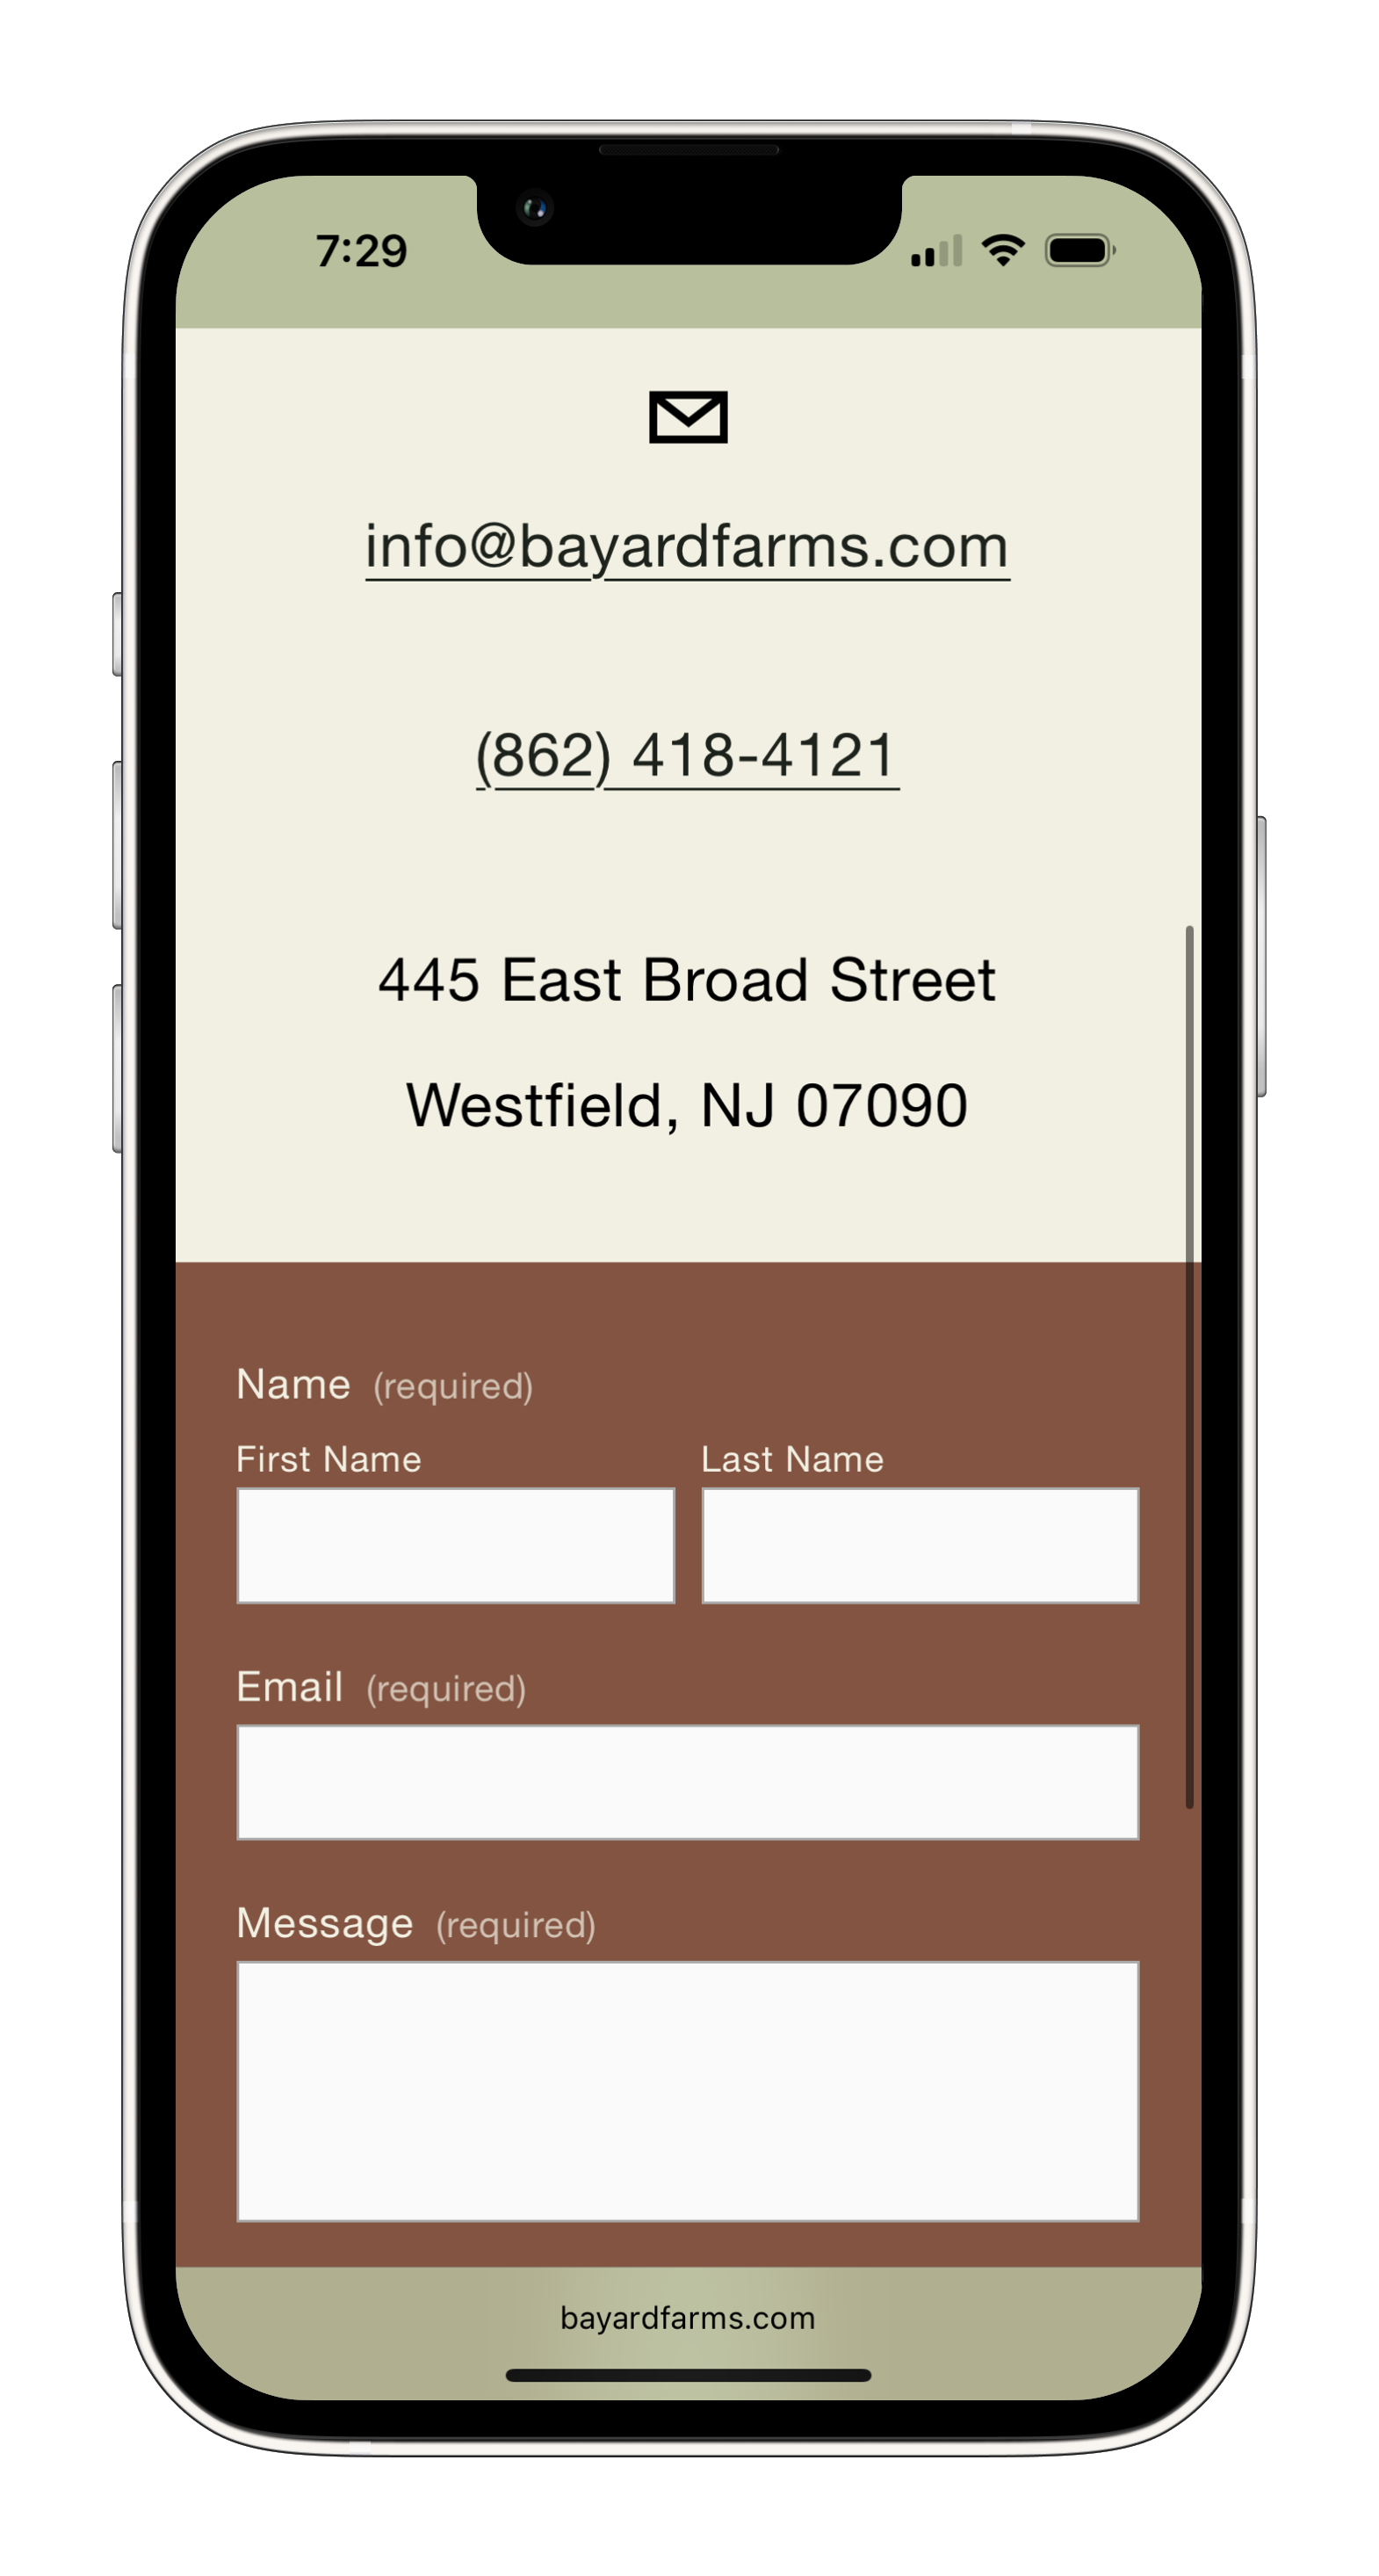 7:29
info@bayardfarms.com
(862) 418-4121
445 East Broad Street
Westfield, NJ 07090
Name (required)
First Name Last Name
Email (required)
Message (required)
bayardfarms.com